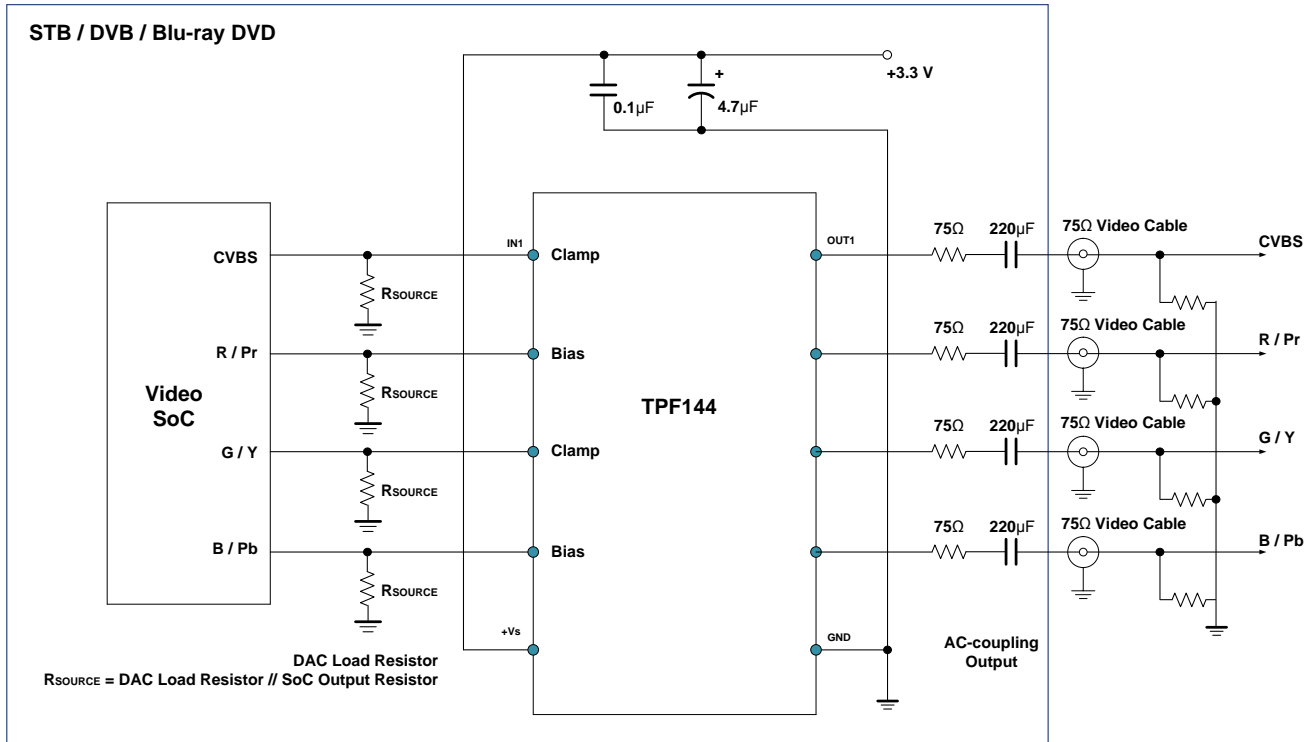 STB / DVB / Blu-ray DVD
+3.3 V
+
0.1µF
4.7µF
75Ω
220µF
75Ω Video Cable
CVBS
CVBS
IN1
Clamp
OUT1
RSOURCE
75Ω
220µF
75Ω Video Cable
R / Pr
R / Pr
Bias
RSOURCE
Video
SoC
TPF144
75Ω
220µF
75Ω Video Cable
G / Y
G / Y
Clamp
RSOURCE
75Ω
220µF
75Ω Video Cable
B / Pb
B / Pb
Bias
RSOURCE
+Vs
GND
AC-coupling
Output
DAC Load Resistor
RSOURCE = DAC Load Resistor // SoC Output Resistor